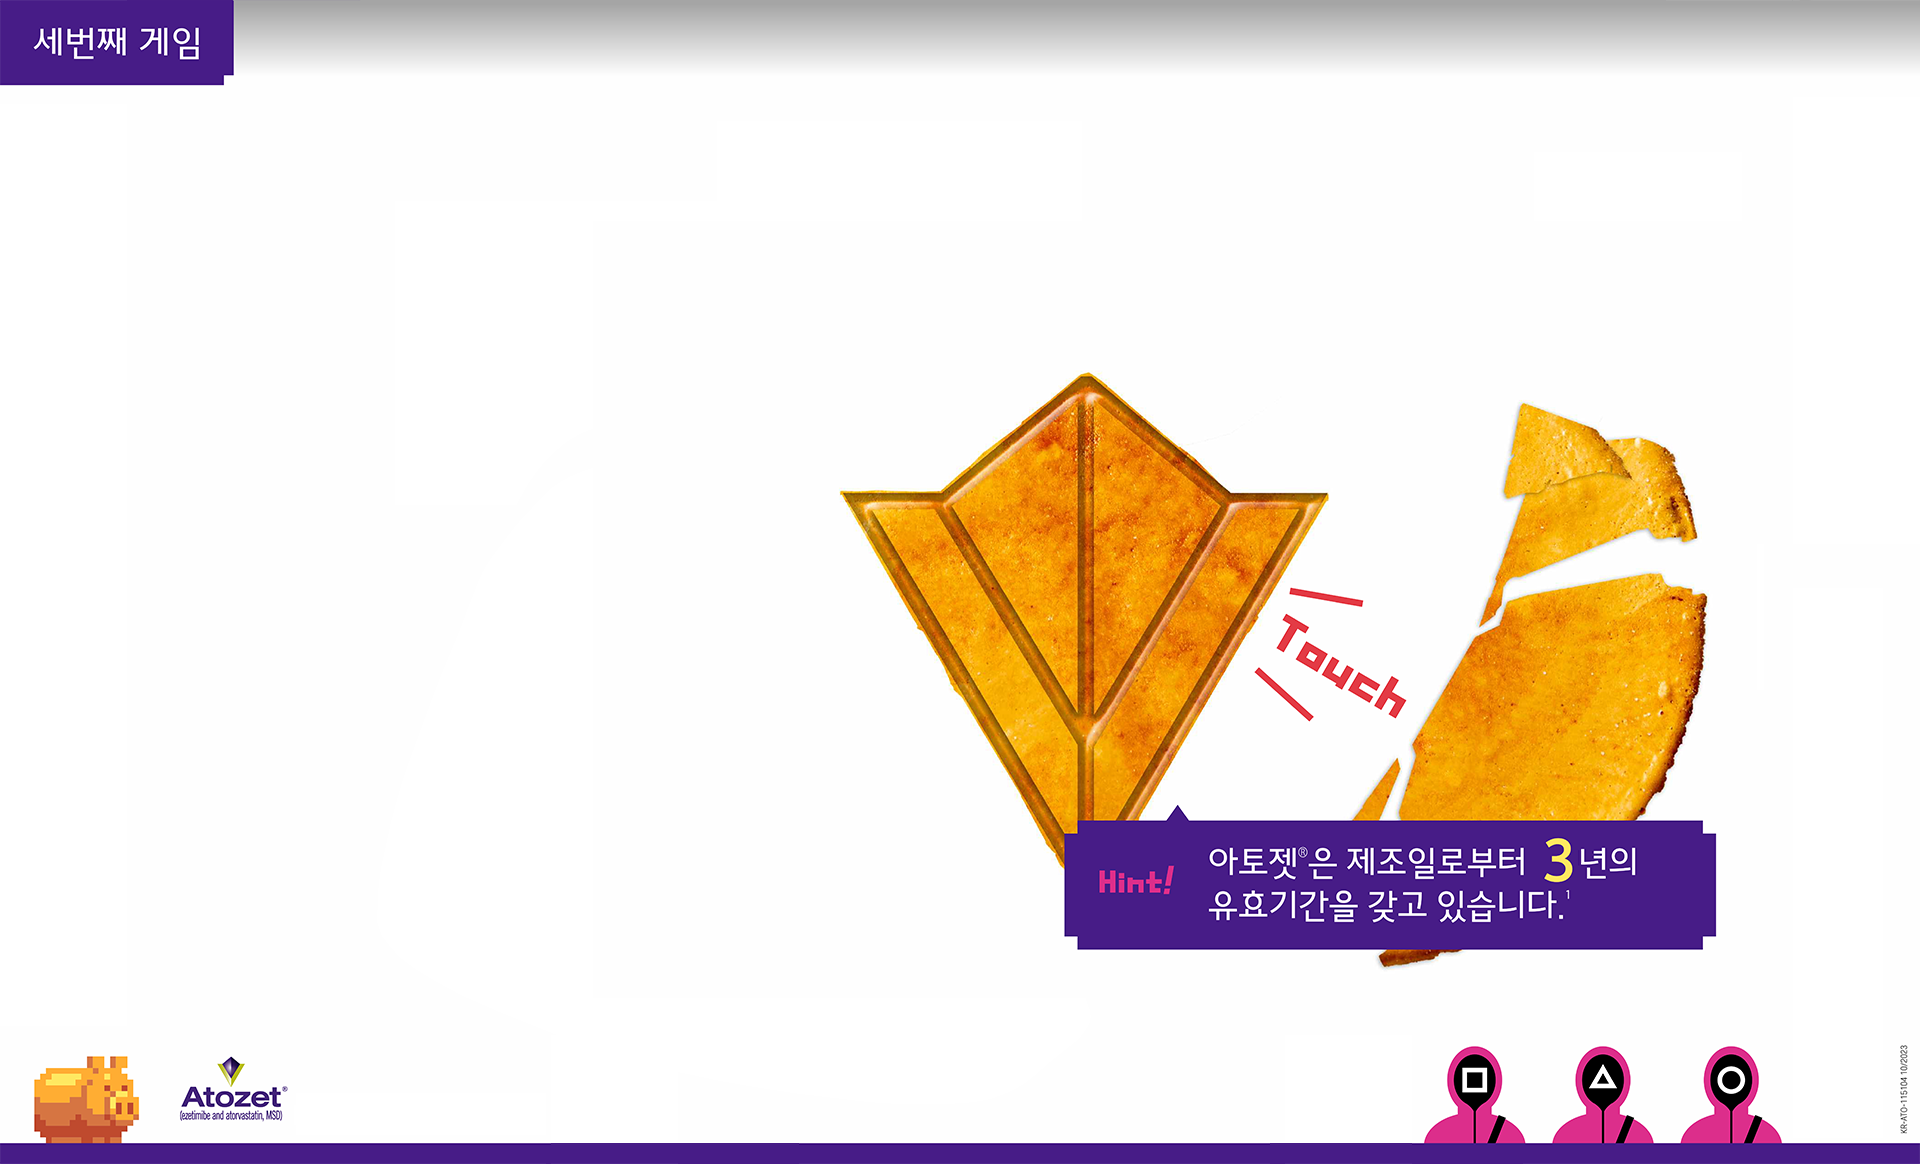 세번째 게임
Touch
Hint!
아토젯®은 제조일로부터 3년의
유효기간을 갖고 있습니다.¹
Atozet®
(ezetimibe and atorvastatin, MSD)
KR-ATO-115104 10/2023